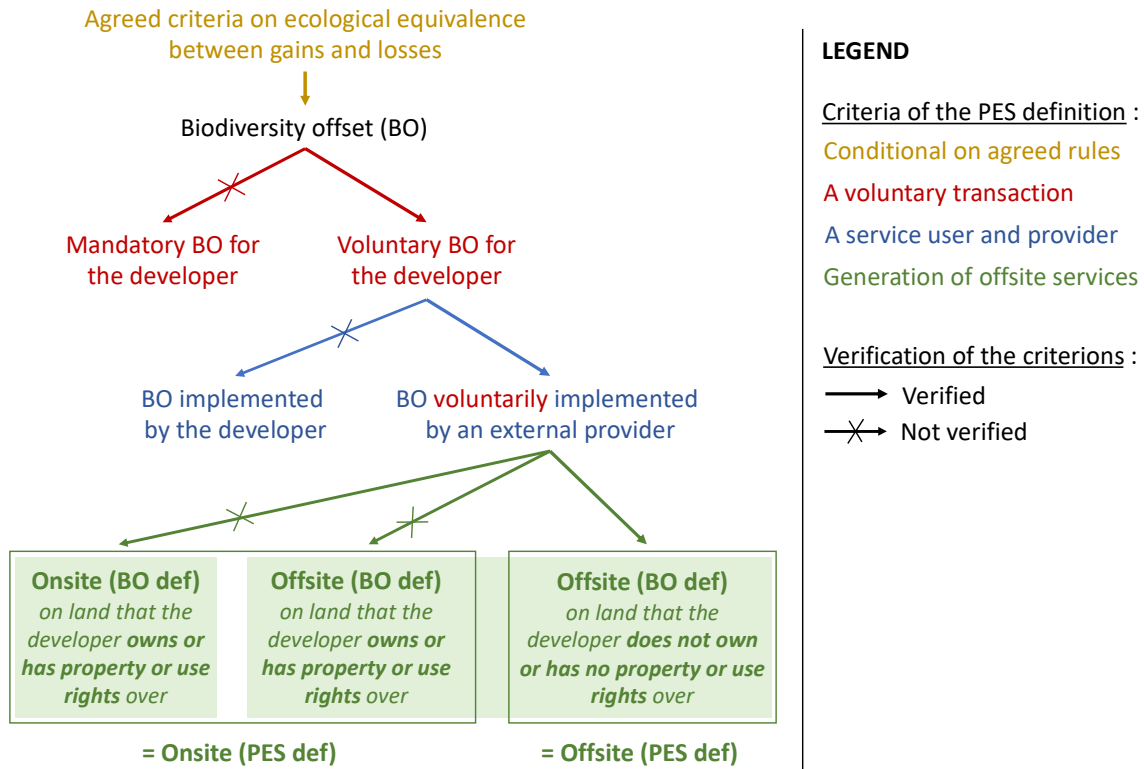 Agreed criteria on ecological equivalence
between gains and losses
Biodiversity offset (BO)
Mandatory BO for
the developer
Voluntary BO for
the developer
BO implemented
by the developer
BO voluntarily implemented
by an external provider
Onsite (BO def)
on land that the
developer owns or
has property or use
rights over
Offsite (BO def)
on land that the
developer owns or
has property or use
rights over
Offsite (BO def)
on land that the
developer does not own
or has no property or use
rights over
= Onsite (PES def)
= Offsite (PES def)
LEGEND
Criteria of the PES definition :
Conditional on agreed rules
A voluntary transaction
A service user and provider
Generation of offsite services
Verification of the criterions :
Verified
Not verified